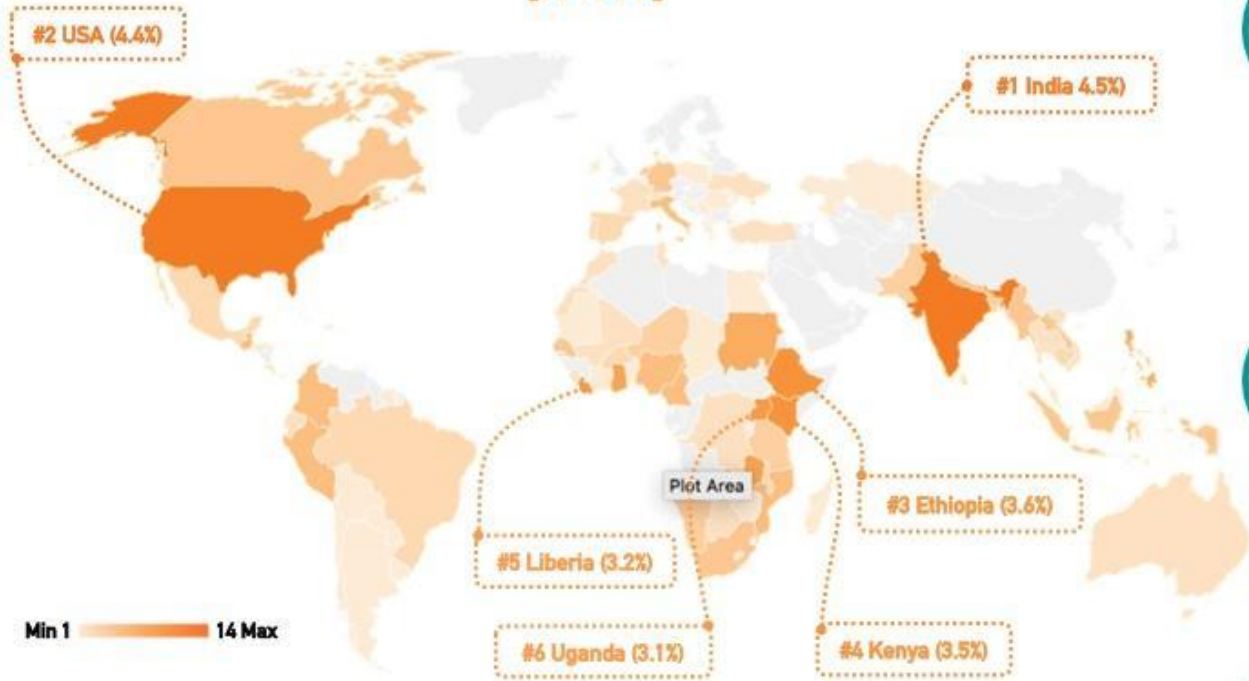 #2 USA (4.4%)
#1 India 4.5%)
Plot Area
#3 Ethiopia (3.6%)
#5 Liberia (3.2%)
Min 1
14 Max
#6 Uganda (3.1%)
#4 Kenya (3.5%)